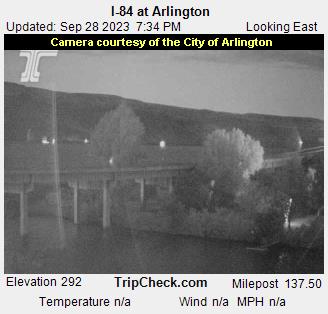 I-84 at Arlington
Updated: Sep 28 2023 7:34 PM Looking East
Camera courtesy of the City of Arlington
Elevation 292 TripCheck.com Milepost 137.50
Temperature n/a Wind n/a MPH n/a